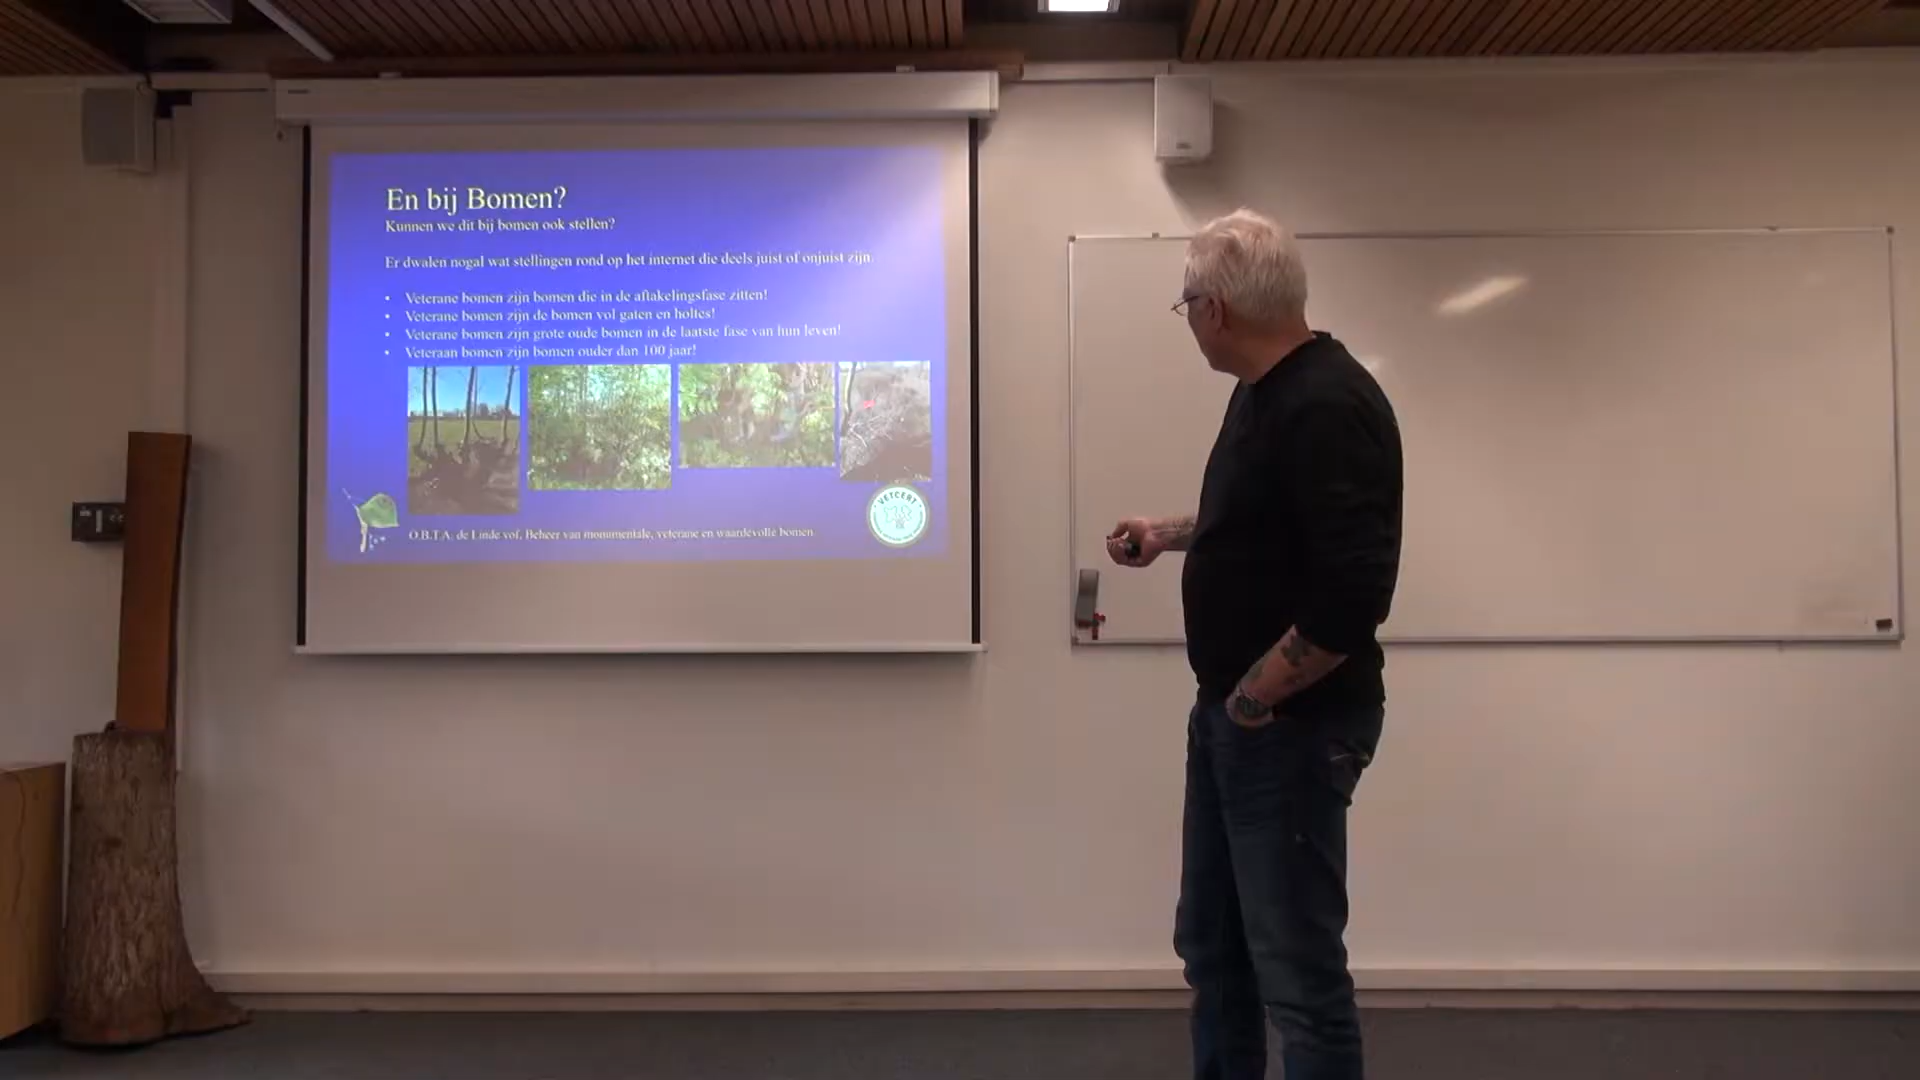 En bij Bomen?
Kunnen we dit bij bomen ook stellen?
Er dwalen nogal wat stellingen rond op het internet die deels juist of onjuist zijn.
• Veterane bomen zijn bomen die in de aftakelingsfase zitten!
• Veterane bomen zijn de bomen vol gaten en holtes!
• Veterane bomen zijn grote oude bomen in de laatste fase van hun leven!
• Veteraan bomen zijn bomen ouder dan 100 jaar!
VETCERT
O.B.T.A. de Linde vof, Beheer van monumentale, veterane en waardevolle bomen.